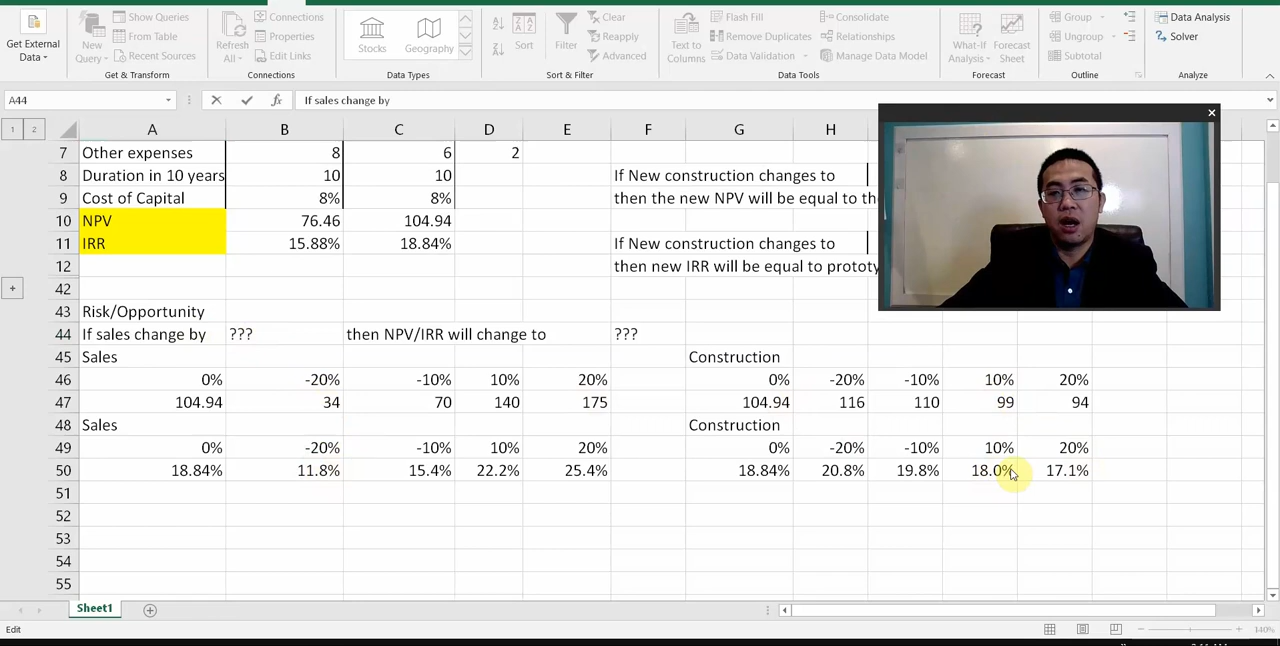 Show Queries
Connections
Clear
Flash Fill
Consolidate
Group
Data Analysis
From Table
Properties
Reapply
Remove Duplicates
Relationships
Ungroup
Solver
Get External
Data
New
Query
Recent Sources
Refresh
All
Edit Links
Stocks
Geography
Sort
Filter
Advanced
Text to
Columns
Data Validation
Manage Data Model
What-If
Analysis
Forecast
Sheet
Subtotal
Get & Transform
Connections
Data Types
Sort & Filter
Data Tools
Forecast
Outline
Analyze
A44 fx If sales change by
1 2 A B C D E F G H
7 Other expenses 8 6 2
8 Duration in 10 years 10 10 If New construction changes to
9 Cost of Capital 8% 8% then the new NPV will be equal to
10 NPV 76.46 104.94
11 IRR 15.88% 18.84% If New construction changes to
12 then new IRR will be equal to
42
43 Risk/Opportunity
44 If sales change by ??? then NPV/IRR will change to ???
45 Sales Construction
46 0% -20% -10% 10% 20% 0% -20% -10% 10% 20%
47 104.94 34 70 140 175 104.94 116 110 99 94
48 Sales Construction
49 0% -20% -10% 10% 20% 0% -20% -10% 10% 20%
50 18.84% 11.8% 15.4% 22.2% 25.4% 18.84% 20.8% 19.8% 18.0% 17.1%
51
52
53
54
55
Sheet1
Edit
140%